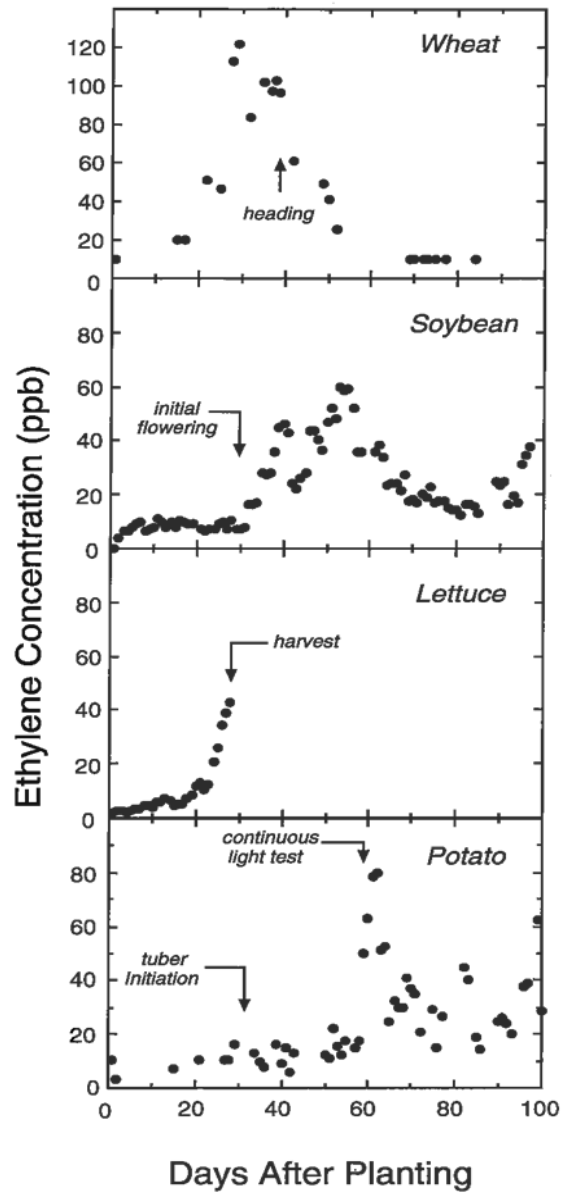 Ethylene Concentration (ppb)
Wheat
120
100
80
60
40
20
0
heading
Soybean
80
60
40
20
0
initial
flowering
Lettuce
80
60
40
20
0
harvest
Potato
80
60
40
20
0
continuous
light test
tuber
Initiation
0 20 40 60 80 100
Days After Planting